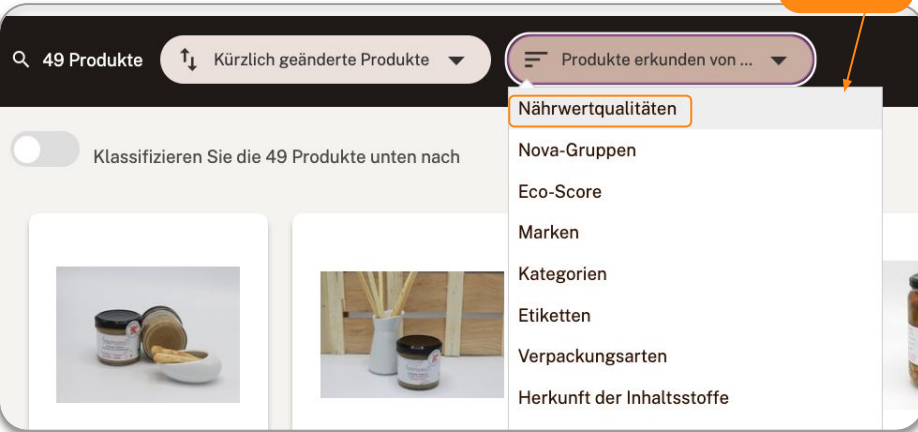 49 Produkte
Kürzlich geänderte Produkte
Produkte erkunden von ...
Nährwertqualitäten
Nova-Gruppen
Klassifizieren Sie die 49 Produkte unten nach
Eco-Score
Marken
Kategorien
Etiketten
Verpackungsarten
Herkunft der Inhaltsstoffe